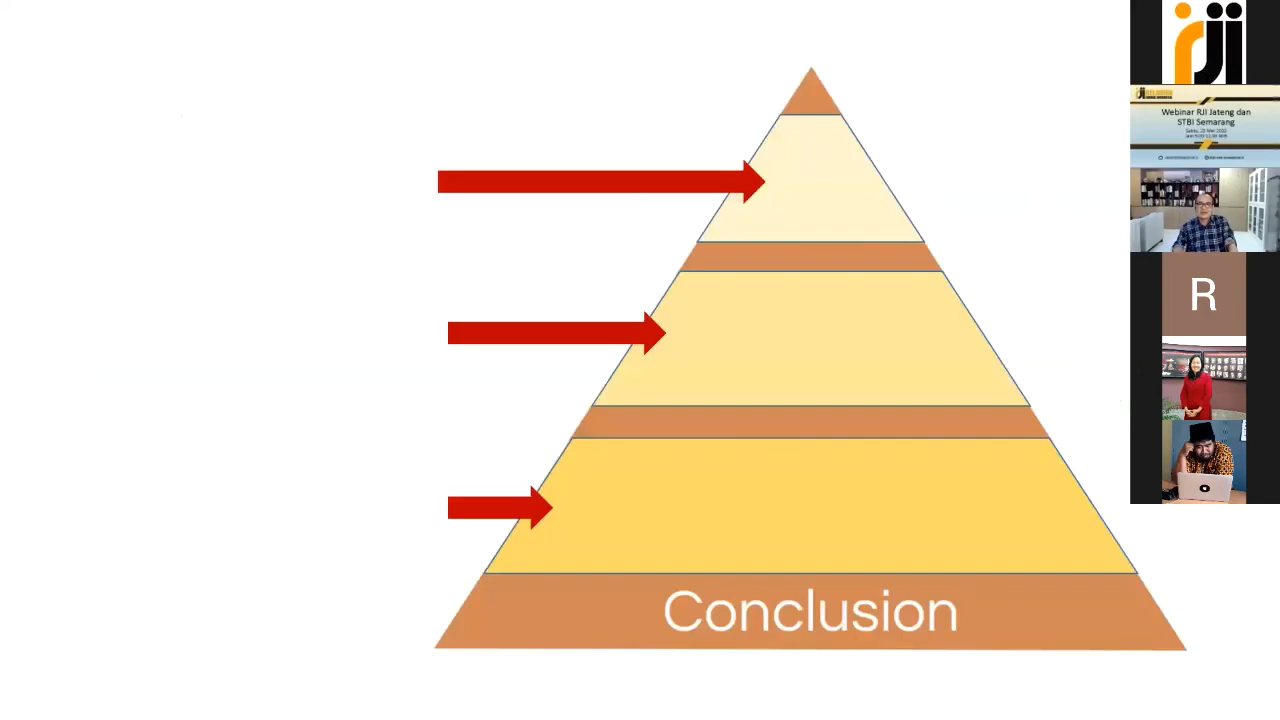 Conclusion
rji
Webinar RJI Jateng dan
STBI Semarang
R